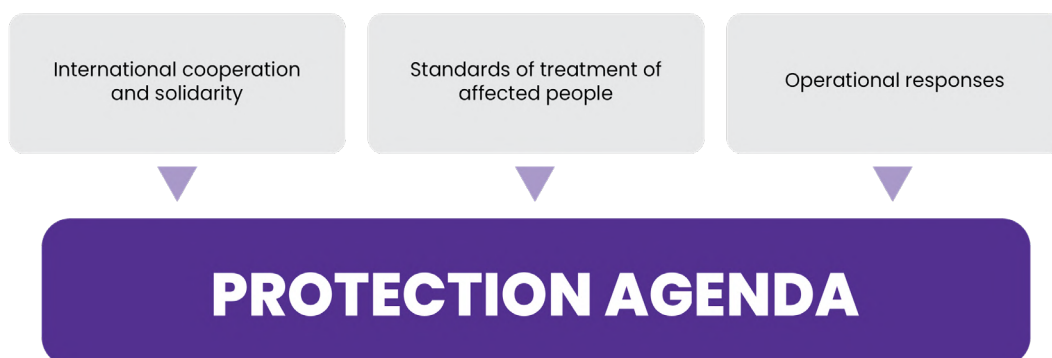 International cooperation
and solidarity
Standards of treatment of
affected people
Operational responses
PROTECTION AGENDA